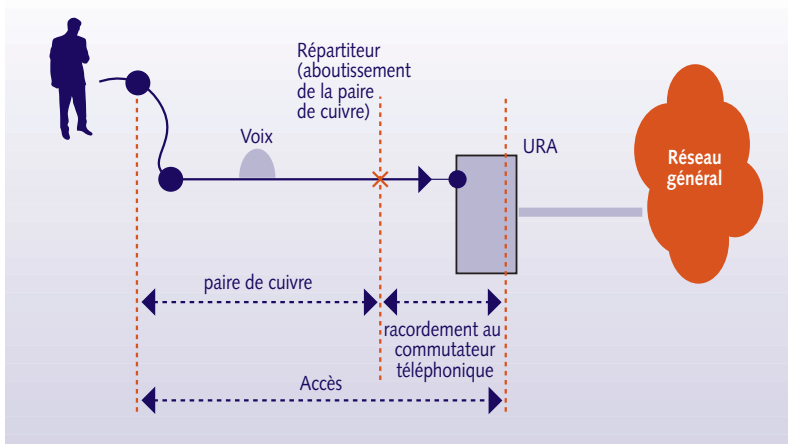 Répartiteur
(aboutissement
de la paire
de cuivre)
Voix
URA
Réseau
général
paire de cuivre
racordement au
commutateur
téléphonique
Accès